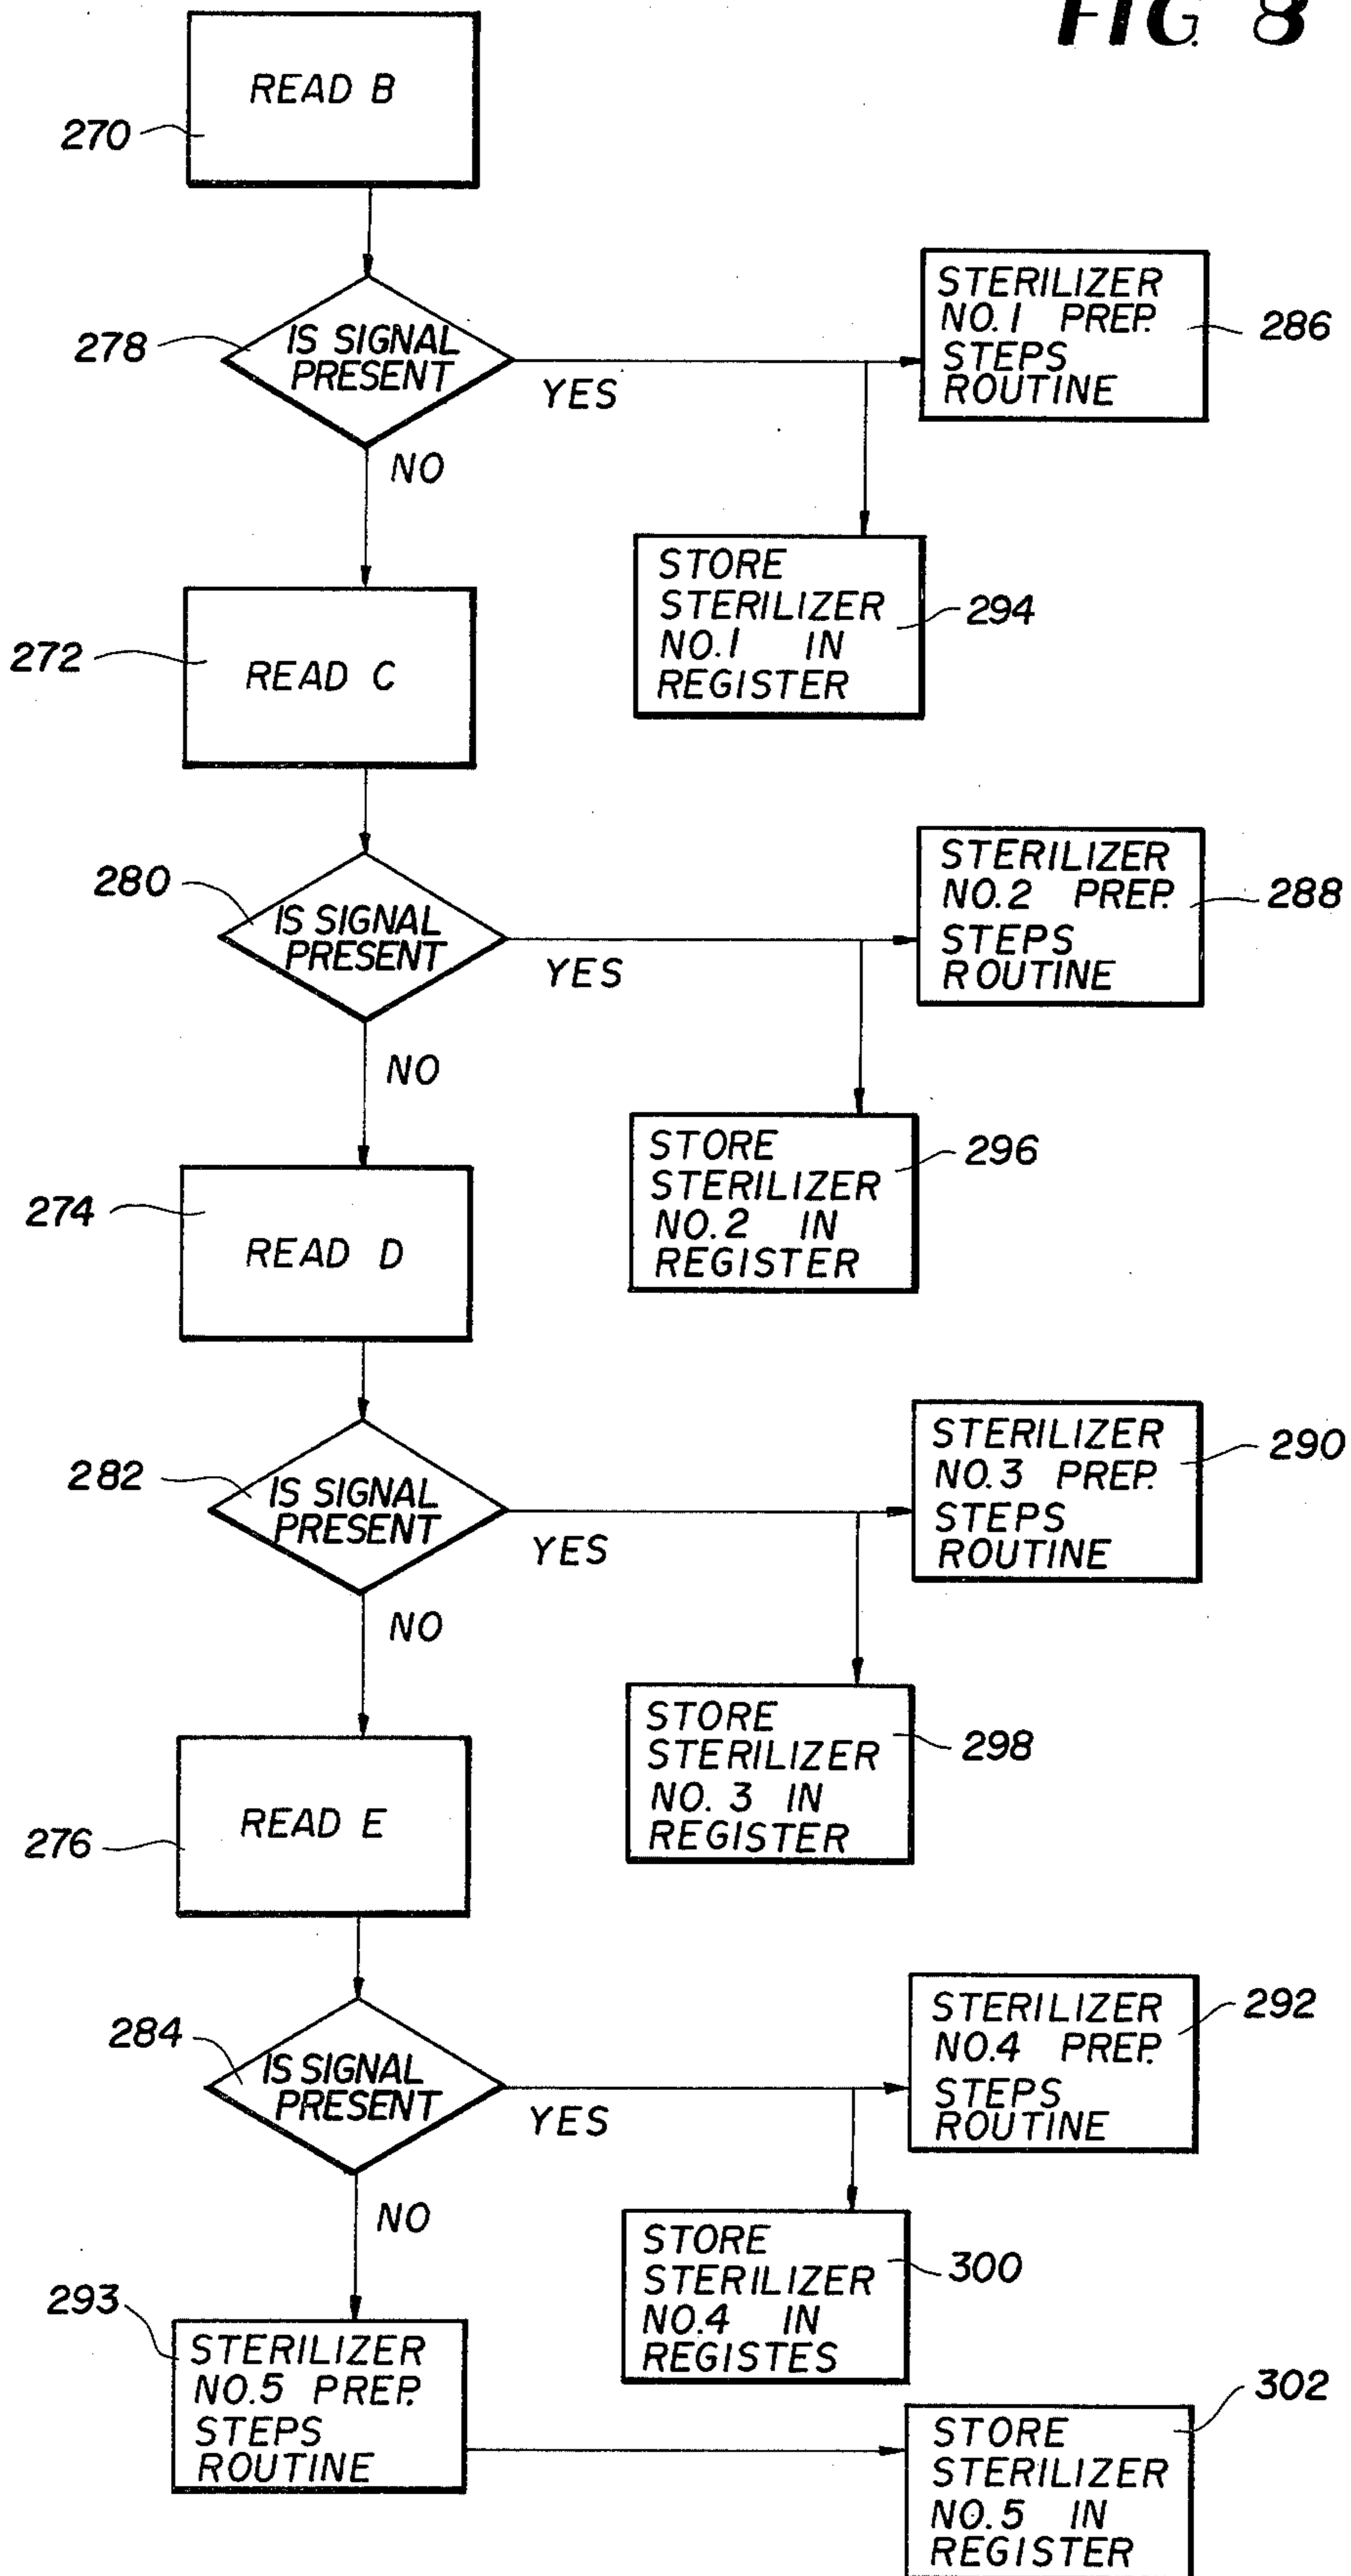 FIG. 8
READ B
270
278
IS SIGNAL
PRESENT
YES
NO
STERILIZER
NO.1 PREP.
STEPS
ROUTINE
286
STORE
STERILIZER
NO.1 IN
REGISTER
294
272
READ C
280
IS SIGNAL
PRESENT
YES
NO
STERILIZER
NO.2 PREP.
STEPS
ROUTINE
288
STORE
STERILIZER
NO.2 IN
REGISTER
296
274
READ D
282
IS SIGNAL
PRESENT
YES
NO
STERILIZER
NO.3 PREP.
STEPS
ROUTINE
290
STORE
STERILIZER
NO. 3 IN
REGISTER
298
276
READ E
284
IS SIGNAL
PRESENT
YES
NO
STERILIZER
NO.4 PREP.
STEPS
ROUTINE
292
STORE
STERILIZER
NO.4 IN
REGISTES
300
293
STERILIZER
NO.5 PREP.
STEPS
ROUTINE
302
STORE
STERILIZER
NO.5 IN
REGISTER